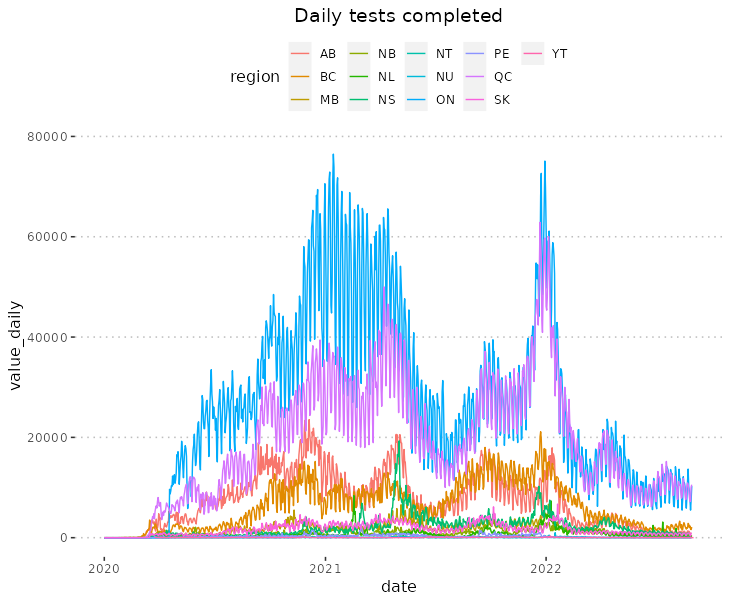 Daily tests completed
region
AB NB NT PE YT
BC NL NU QC
MB NS ON SK
80000
60000
40000
20000
0
value_daily
2020 2021 2022
date